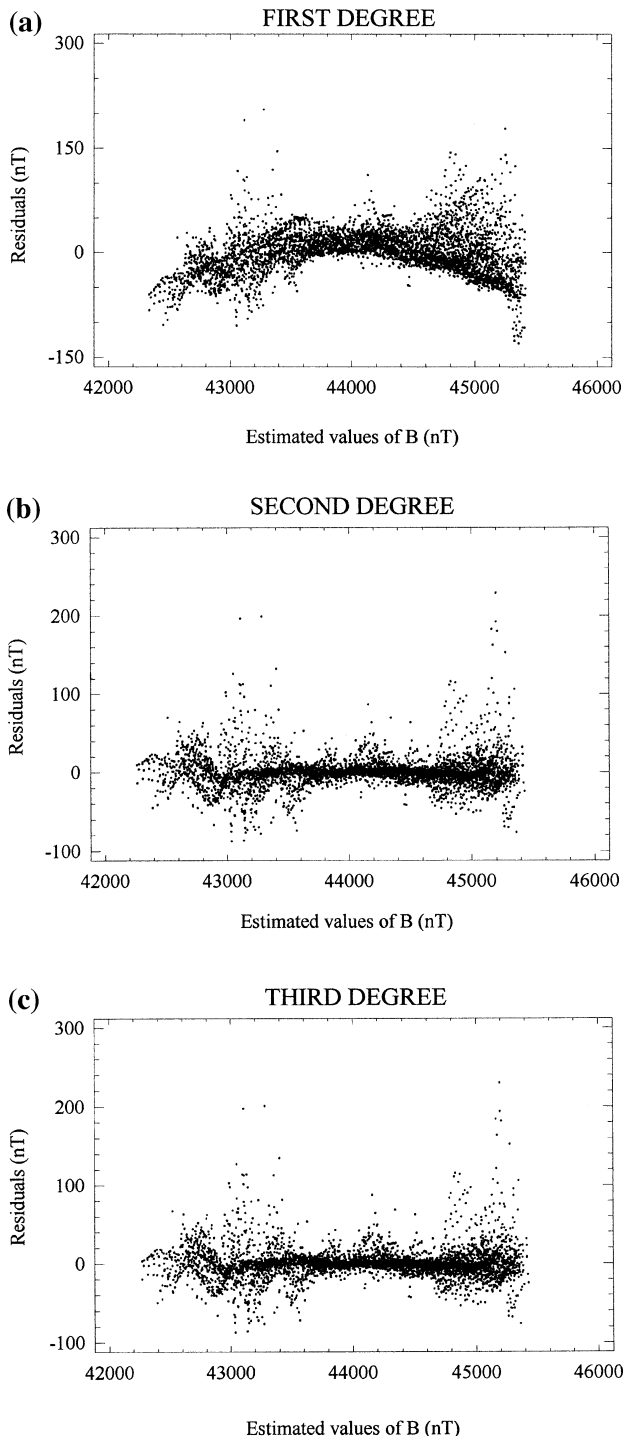 (a)
FIRST DEGREE
300
150
0
-150
Residuals (nT)
42000 43000 44000 45000 46000
Estimated values of B (nT)
(b)
SECOND DEGREE
300
200
100
0
-100
Residuals (nT)
42000 43000 44000 45000 46000
Estimated values of B (nT)
(c)
THIRD DEGREE
300
200
100
0
-100
Residuals (nT)
42000 43000 44000 45000 46000
Estimated values of B (nT)